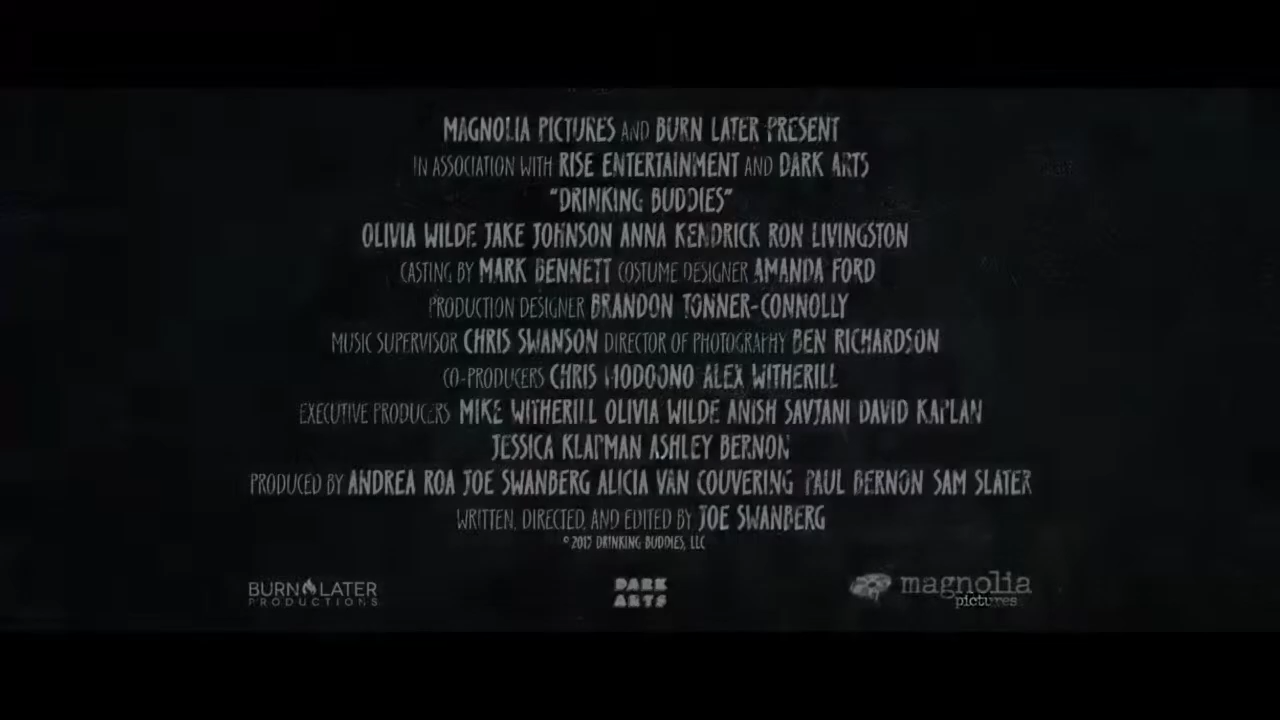 MAGNOLIA PICTURES AND BURN LATER PRESENT
IN ASSOCIATION WITH RISE ENTERTAINMENT AND DARK ARTS
"DRINKING BUDDIES"
OLIVIA WILDE JAKE JOHNSON ANNA KENDRICK RON LIVINGSTON
CASTING BY MARK BENNETT COSTUME DESIGNER AMANDA FORD
PRODUCTION DESIGNER BRANDON TONNER-CONNOLLY
MUSIC SUPERVISOR CHRIS SWANSON DIRECTOR OF PHOTOGRAPHY BEN RICHARDSON
CO-PRODUCERS CHRIS ALEX WITHERILL
EXECUTIVE PRODUCERS MIKE WITHERILL OLIVIA WILDE ANISH SAVJANI DAVID KAPLAN
JESSICA KLAPMAN ASHLEY BERNON
PRODUCED BY ANDREA ROA JOE SWANBERG ALICIA VAN COUVERING PAUL BERNON SAM SLATER
WRITTEN, DIRECTED, AND EDITED BY JOE SWANBERG
© 2013 DRINKING BUDDIES, LLC
BURN LATER PRODUCTIONS
DARK ARTS
magnolia pictures